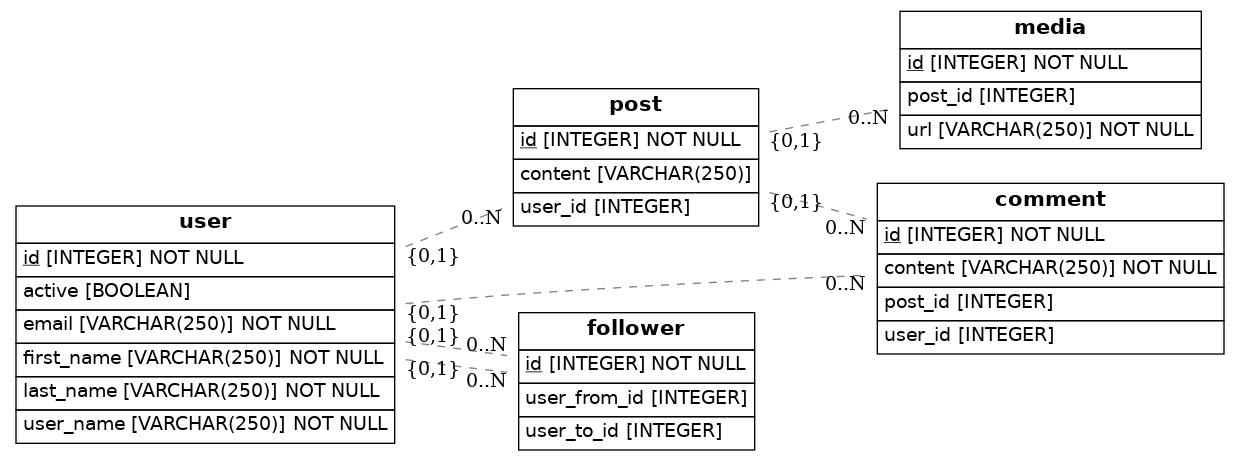 media
id [INTEGER] NOT NULL
post_id [INTEGER]
url [VARCHAR(250)] NOT NULL
post
id [INTEGER] NOT NULL
content [VARCHAR(250)]
user_id [INTEGER]
0..N
{0,1}
{0,1}
0..N
comment
id [INTEGER] NOT NULL
content [VARCHAR(250)] NOT NULL
post_id [INTEGER]
user_id [INTEGER]
user
id [INTEGER] NOT NULL
active [BOOLEAN]
email [VARCHAR(250)] NOT NULL
first_name [VARCHAR(250)] NOT NULL
last_name [VARCHAR(250)] NOT NULL
user_name [VARCHAR(250)] NOT NULL
0..N
{0,1}
0..N
{0,1}
{0,1}
0..N
{0,1}
0..N
follower
id [INTEGER] NOT NULL
user_from_id [INTEGER]
user_to_id [INTEGER]